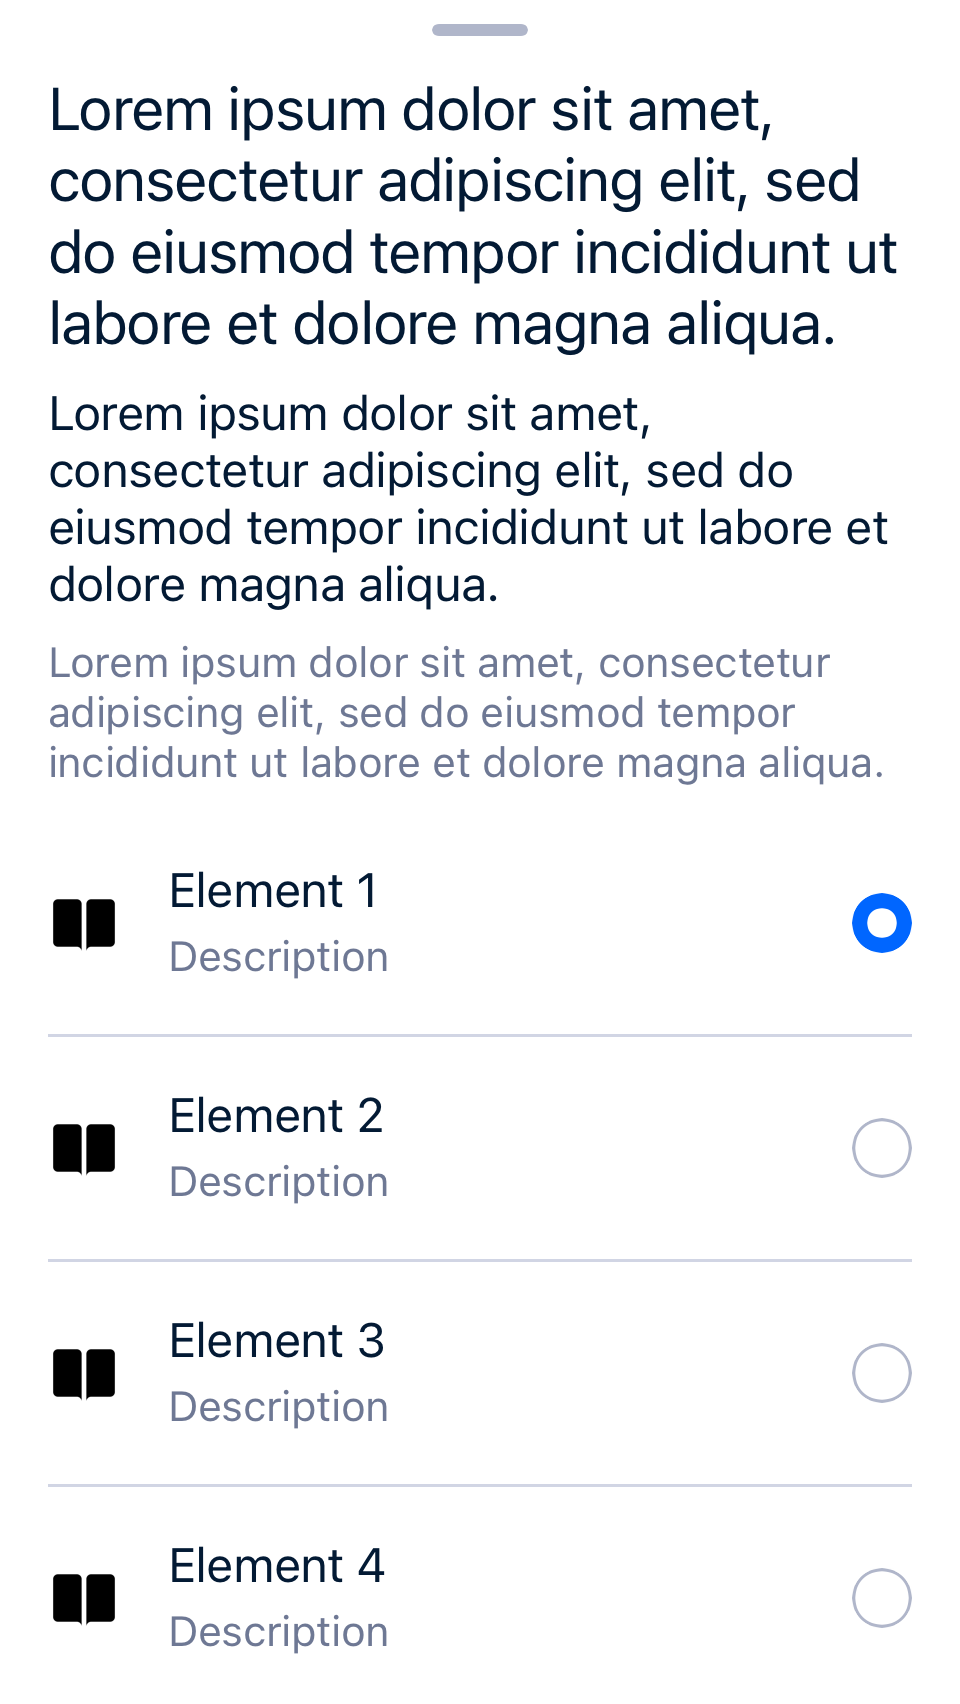 Lorem ipsum dolor sit amet,
consectetur adipiscing elit, sed
do eiusmod tempor incididunt ut
labore et dolore magna aliqua.
Lorem ipsum dolor sit amet,
consectetur adipiscing elit, sed do
eiusmod tempor incididunt ut labore et
dolore magna aliqua.
Lorem ipsum dolor sit amet, consectetur
adipiscing elit, sed do eiusmod tempor
incididunt ut labore et dolore magna aliqua.
Element 1
Description
Element 2
Description
Element 3
Description
Element 4
Description